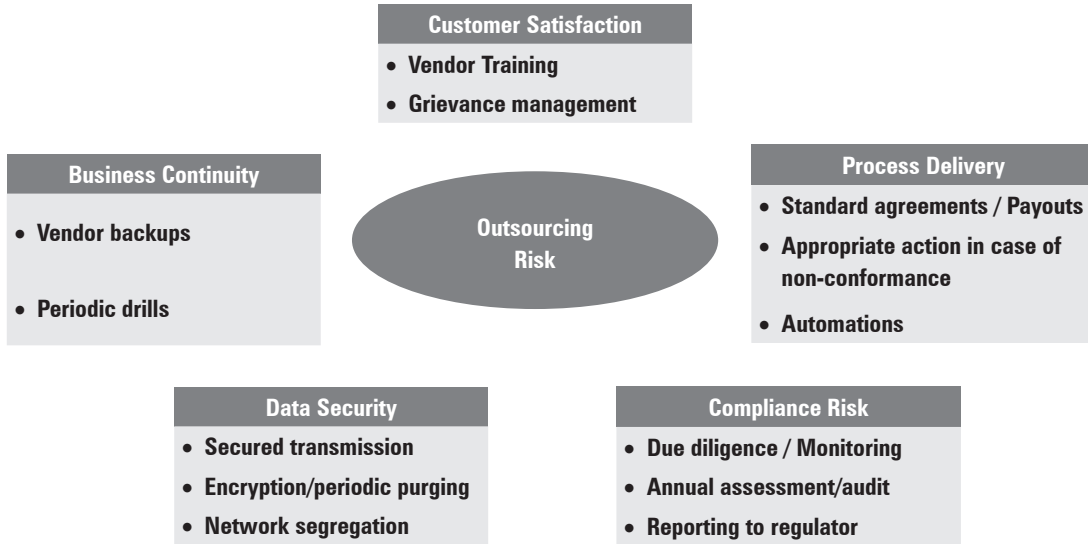 Customer Satisfaction
• Vendor Training
• Grievance management
Business Continuity
• Vendor backups
• Periodic drills
Outsourcing
Risk
Process Delivery
• Standard agreements / Payouts
• Appropriate action in case of
non-conformance
• Automations
Data Security
• Secured transmission
• Encryption/periodic purging
• Network segregation
Compliance Risk
• Due diligence / Monitoring
• Annual assessment/audit
• Reporting to regulator